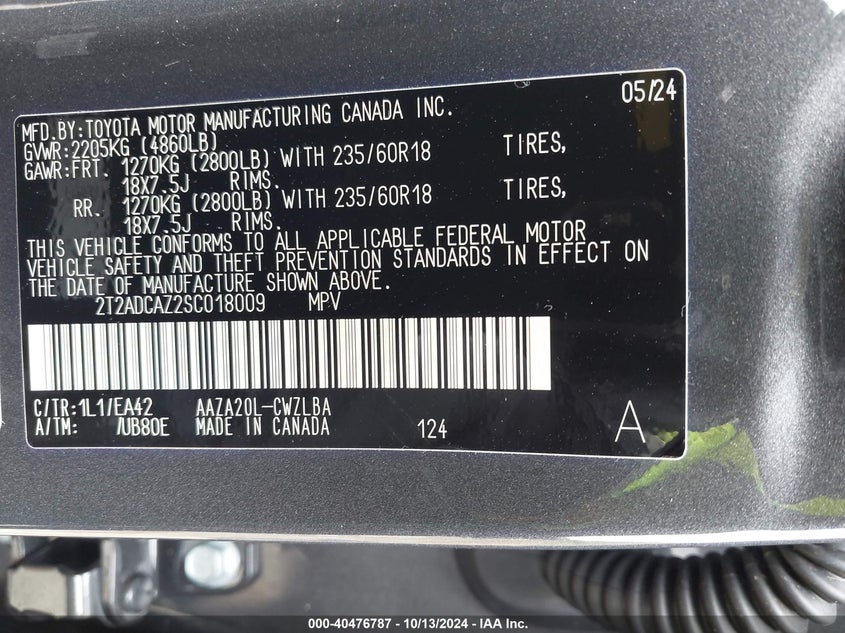 05/24
MFD.BY:TOYOTA MOTOR MANUFACTURING CANADA INC.
GVWR:2205KG (4860LB)
GAWR:FRT. 1270KG (2800LB) WITH 235/60R18 TIRES,
18X7.5J RIMS.
RR. 1270KG (2800LB) WITH 235/60R18 TIRES,
18X7.5J RIMS.
THIS VEHICLE CONFORMS TO ALL APPLICABLE FEDERAL MOTOR
VEHICLE SAFETY AND THEFT PREVENTION STANDARDS IN EFFECT ON
THE DATE OF MANUFACTURE SHOWN ABOVE.
2T2ADCAZ2SC018009 MPV
C/TR:1L1/EA42 AAZA20L-CWZLBA
A/TM: /UB80E MADE IN CANADA 124 A
000-40476787 - 10/13/2024 - IAA Inc.